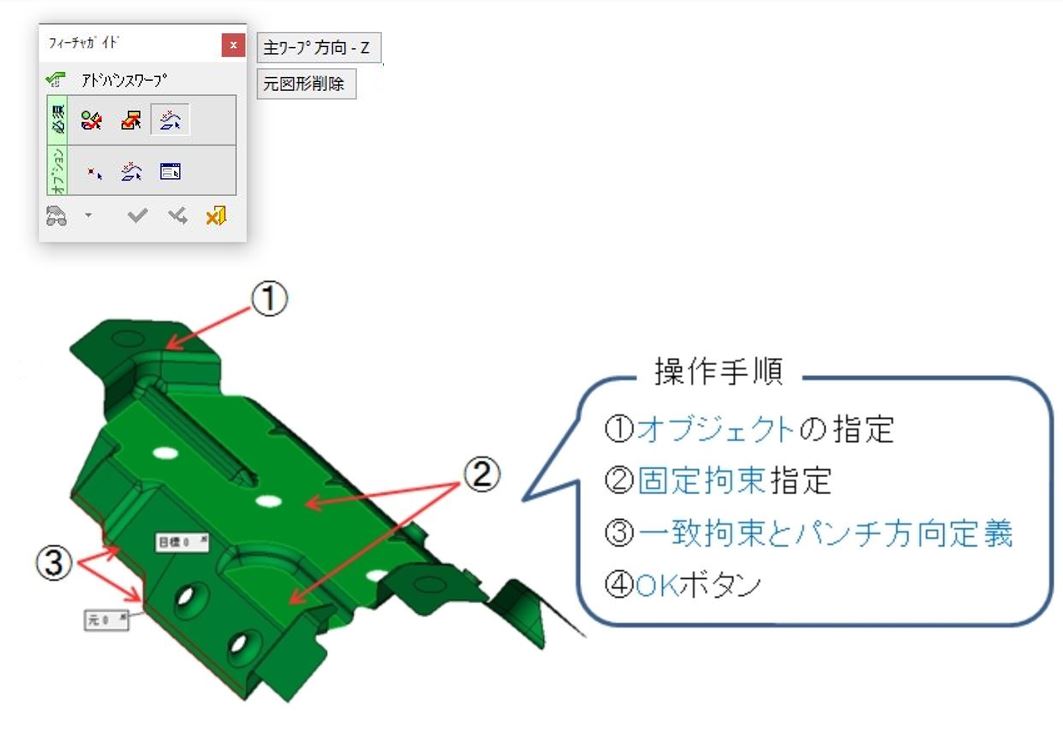 フィーチャガイド
x
主ワープ方向 - Z
アドバンスワープ
元図形削除
必須
オプション
①
操作手順
①オブジェクトの指定
②
②固定拘束指定
③一致拘束とパンチ方向定義
目標 0
③
④OKボタン
元 0